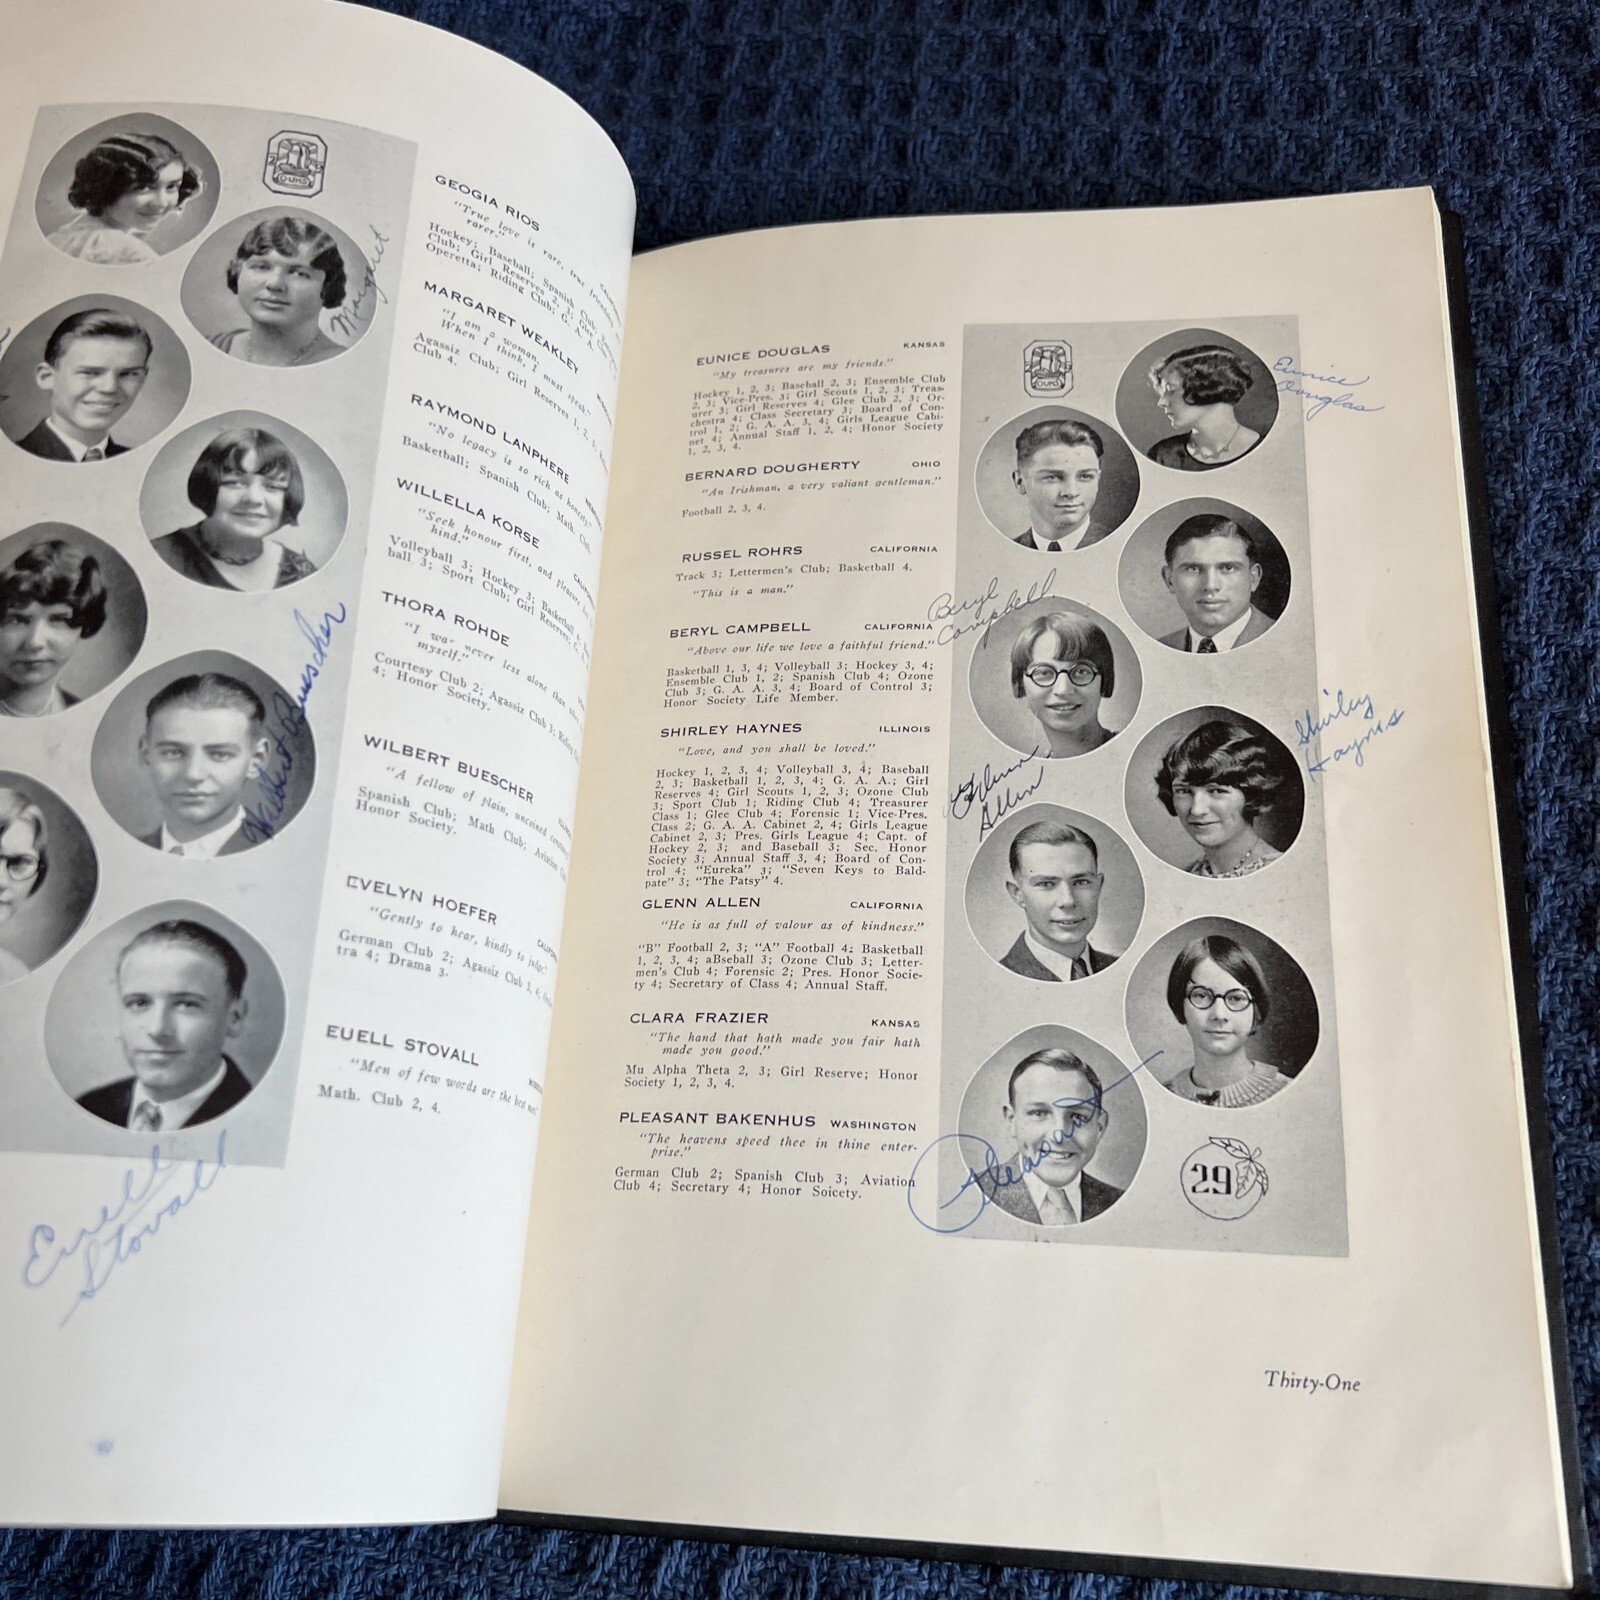 2 9
OUHS
Margaret
GEOGIA RIOS
"True love is rare, true friendship
rarer."
Hockey; Baseball; Spanish Club;
Club; Girl Reserves 2, 3; Glee
Operetta; Riding Club; G. A. A.
MARGARET WEAKLEY
"I am a woman,
When I think, I must speak."
Agassiz Club; Girl Reserves 1, 2, 3;
Club 4.
RAYMOND LANPHERE
"No legacy is so rich as honesty."
Basketball; Spanish Club; Math. Club
WILLELLA KORSE
"Seek honour first, and pleasure
hind."
Volleyball 3; Hockey 3;
ball 3; Sport Club; Girl Reserves;
THORA ROHDE
"I was never less alone than
myself."
Courtesy Club 2; Agassiz Club 3;
4; Honor Society.
Wilbert Buescher
WILBERT BUESCHER
"A fellow of plain, uncoined constancy."
Spanish Club; Math Club; Aviation
Honor Society.
EVELYN HOEFER
"Gently to hear, kindly to judge."
German Club 2; Agassiz Club 3, 4;
tra 4; Drama 3.
EUELL STOVALL
"Men of few words are the best men."
Math. Club 2, 4.
Euell
Stovall
EUNICE DOUGLAS KANSAS
"My treasures are my friends."
Hockey 1, 2, 3; Baseball 2, 3; Ensemble Club
2, 3; Vice-Pres. 3; Girl Scouts 1, 2, 3; Treas-
urer 3; Girl Reserves 4; Glee Club 2, 3; Or-
chestra 4; Class Secretary 3; Board of Con-
trol 1, 2; G. A. A. 3, 4; Girls League Cabi-
net 4; Annual Staff 1, 2, 4; Honor Society
1, 2, 3, 4.
BERNARD DOUGHERTY OHIO
"An Irishman, a very valiant gentleman."
Football 2, 3, 4.
RUSSEL ROHRS CALIFORNIA
Track 3; Lettermen's Club; Basketball 4.
"This is a man."
BERYL CAMPBELL CALIFORNIA
"Above our life we love a faithful friend."
Basketball 1, 3, 4; Volleyball 3; Hockey 3, 4;
Ensemble Club 1, 2; Spanish Club 4; Ozone
Club 3; G. A. A. 3, 4; Board of Control 3;
Honor Society Life Member.
SHIRLEY HAYNES ILLINOIS
"Love, and you shall be loved."
Hockey 1, 2, 3, 4; Volleyball 3, 4; Baseball
2, 3; Basketball 1, 2, 3, 4; G. A. A.; Girl
Reserves 4; Girl Scouts 1, 2, 3; Ozone Club
3; Sport Club 1; Riding Club 4; Treasurer
Class 1; Glee Club 4; Forensic 1; Vice-Pres.
Class 2; G. A. A. Cabinet 2, 4; Girls League
Cabinet 2, 3; Pres. Girls League 4; Capt. of
Hockey 2, 3; and Baseball 3; Sec. Honor
Society 3; Annual Staff 3, 4; Board of Con-
trol 4; "Eureka" 3; "Seven Keys to Bald-
pate" 3; "The Patsy" 4.
GLENN ALLEN CALIFORNIA
"He is as full of valour as of kindness."
"B" Football 2, 3; "A" Football 4; Basketball
1, 2, 3, 4; aBseball 3; Ozone Club 3; Letter-
men's Club 4; Forensic 2; Pres. Honor Socie-
ty 4; Secretary of Class 4; Annual Staff.
CLARA FRAZIER KANSAS
"The hand that hath made you fair hath
made you good."
Mu Alpha Theta 2, 3; Girl Reserve; Honor
Society 1, 2, 3, 4.
PLEASANT BAKENHUS WASHINGTON
"The heavens speed thee in thine enter-
prise."
German Club 2; Spanish Club 3; Aviation
Club 4; Secretary 4; Honor Soicety.
OUHS
Eunice
Douglas
Beryl
Campbell.
Shirley
Haynes
Glenn
Allen
Pleasant
29
Thirty-One